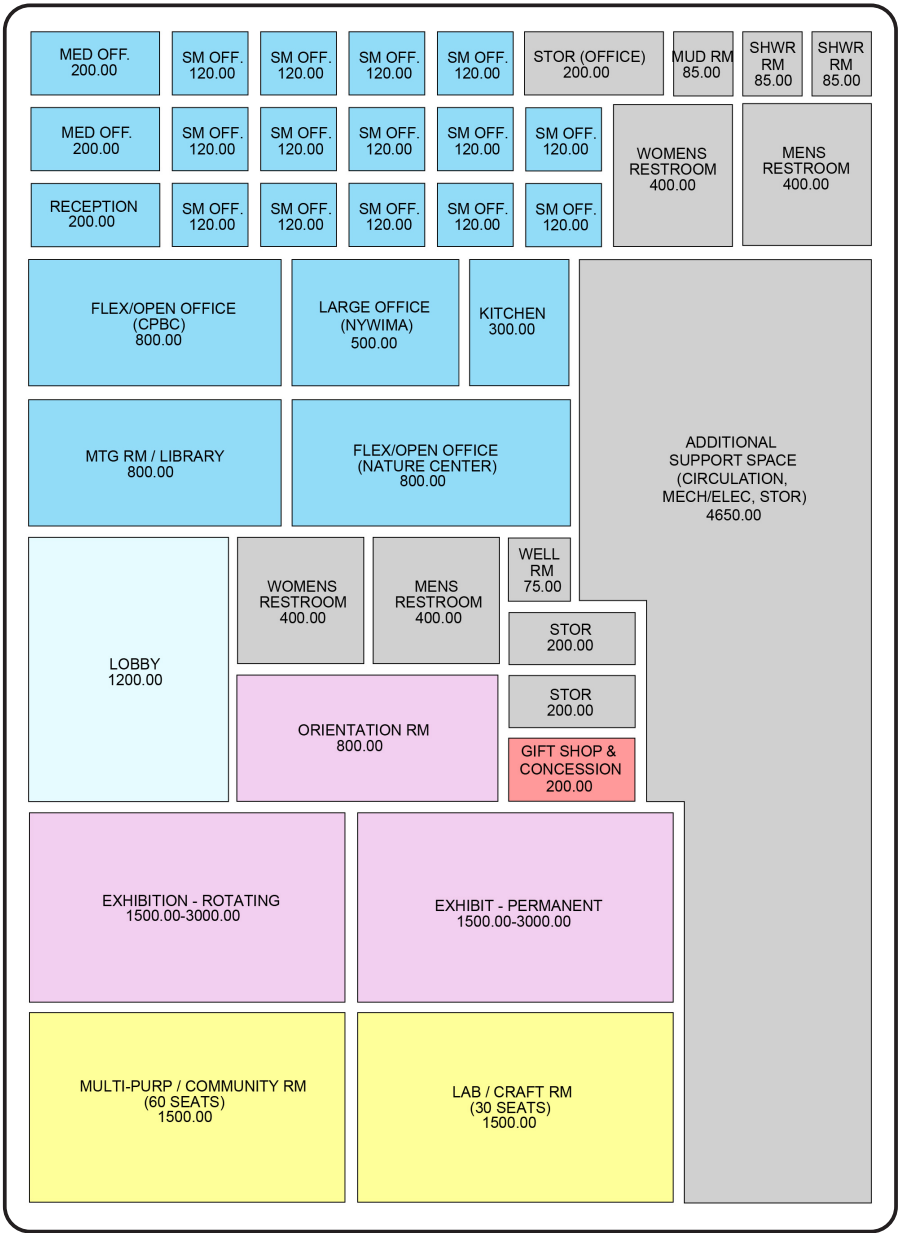 MED OFF.
200.00
SM OFF.
120.00
SM OFF.
120.00
SM OFF.
120.00
SM OFF.
120.00
STOR (OFFICE)
200.00
MUD RM
85.00
SHWR
RM
85.00
SHWR
RM
85.00
MED OFF.
200.00
SM OFF.
120.00
SM OFF.
120.00
SM OFF.
120.00
SM OFF.
120.00
SM OFF.
120.00
WOMENS
RESTROOM
400.00
MENS
RESTROOM
400.00
RECEPTION
200.00
SM OFF.
120.00
SM OFF.
120.00
SM OFF.
120.00
SM OFF.
120.00
SM OFF.
120.00
FLEX/OPEN OFFICE
(CPBC)
800.00
LARGE OFFICE
(NYWIMA)
500.00
KITCHEN
300.00
MTG RM / LIBRARY
800.00
FLEX/OPEN OFFICE
(NATURE CENTER)
800.00
ADDITIONAL
SUPPORT SPACE
(CIRCULATION,
MECH/ELEC, STOR)
4650.00
LOBBY
1200.00
WOMENS
RESTROOM
400.00
MENS
RESTROOM
400.00
WELL
RM
75.00
STOR
200.00
ORIENTATION RM
800.00
STOR
200.00
GIFT SHOP &
CONCESSION
200.00
EXHIBITION - ROTATING
1500.00-3000.00
EXHIBIT - PERMANENT
1500.00-3000.00
MULTI-PURP / COMMUNITY RM
(60 SEATS)
1500.00
LAB / CRAFT RM
(30 SEATS)
1500.00